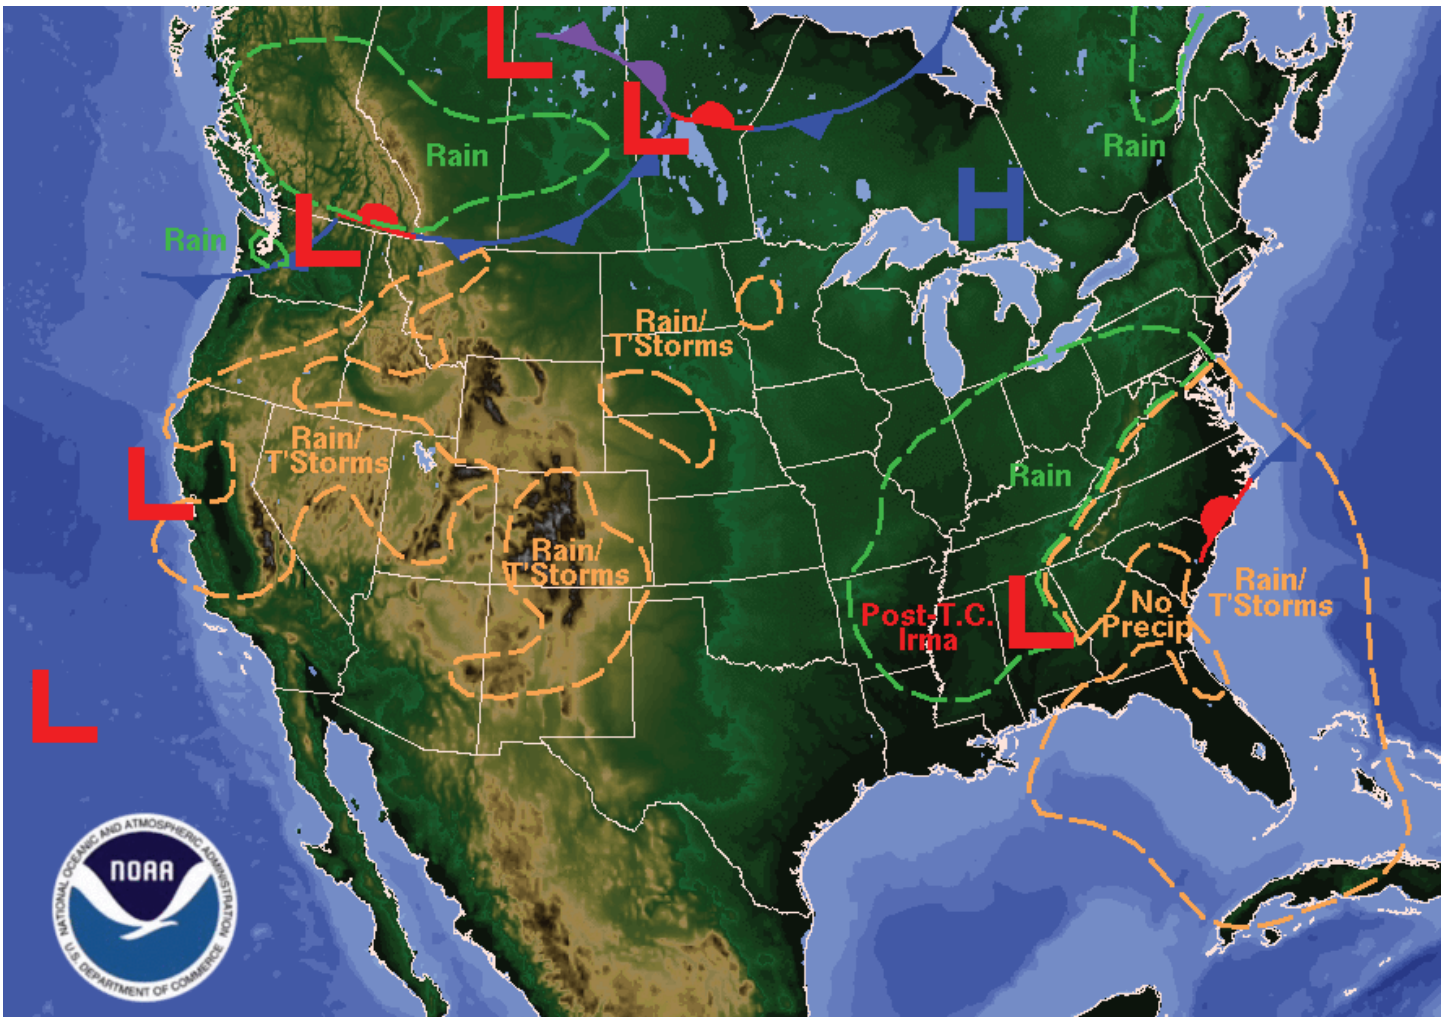 L
L
Rain
Rain
H
L
Rain
Rain/
T'Storms
Rain/
T'Storms
L
Rain
Rain/
T'Storms
Rain/
T'Storms
L
Post-T.C.
Irma
No
Precip
L
NATIONAL OCEANIC AND ATMOSPHERIC ADMINISTRATION
NOAA
U.S. DEPARTMENT OF COMMERCE